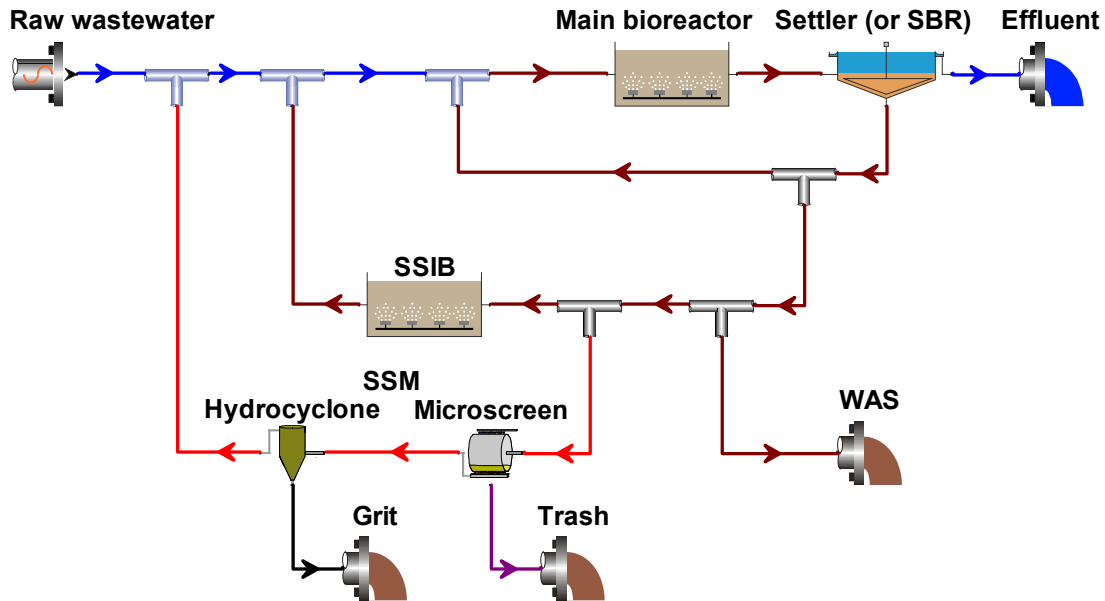 Raw wastewater
Main bioreactor
Settler (or SBR)
Effluent
SSIB
SSM
Hydrocyclone
Microscreen
WAS
Grit
Trash